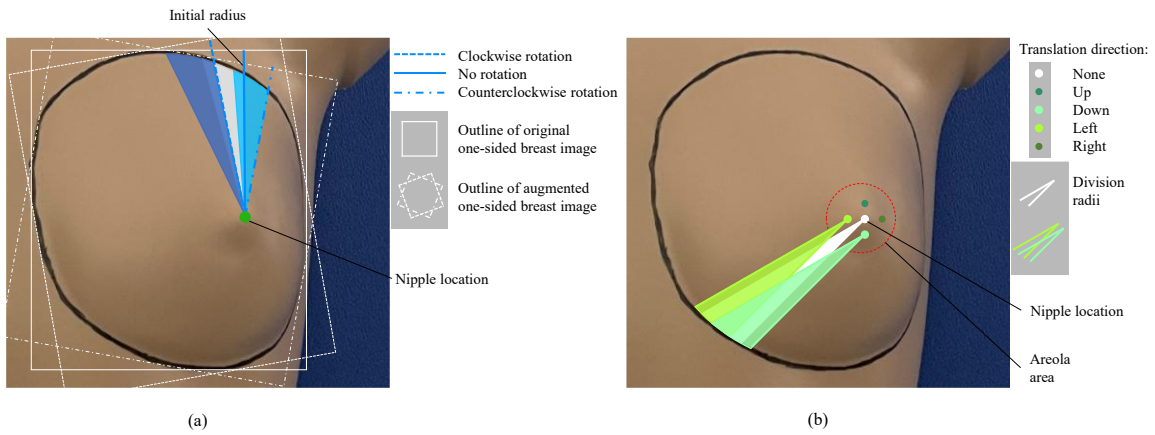 Initial radius
Clockwise rotation
No rotation
Counterclockwise rotation
Outline of original
one-sided breast image
Outline of augmented
one-sided breast image
Nipple location
(a)
Translation direction:
None
Up
Down
Left
Right
Division
radii
Nipple location
Areola
area
(b)